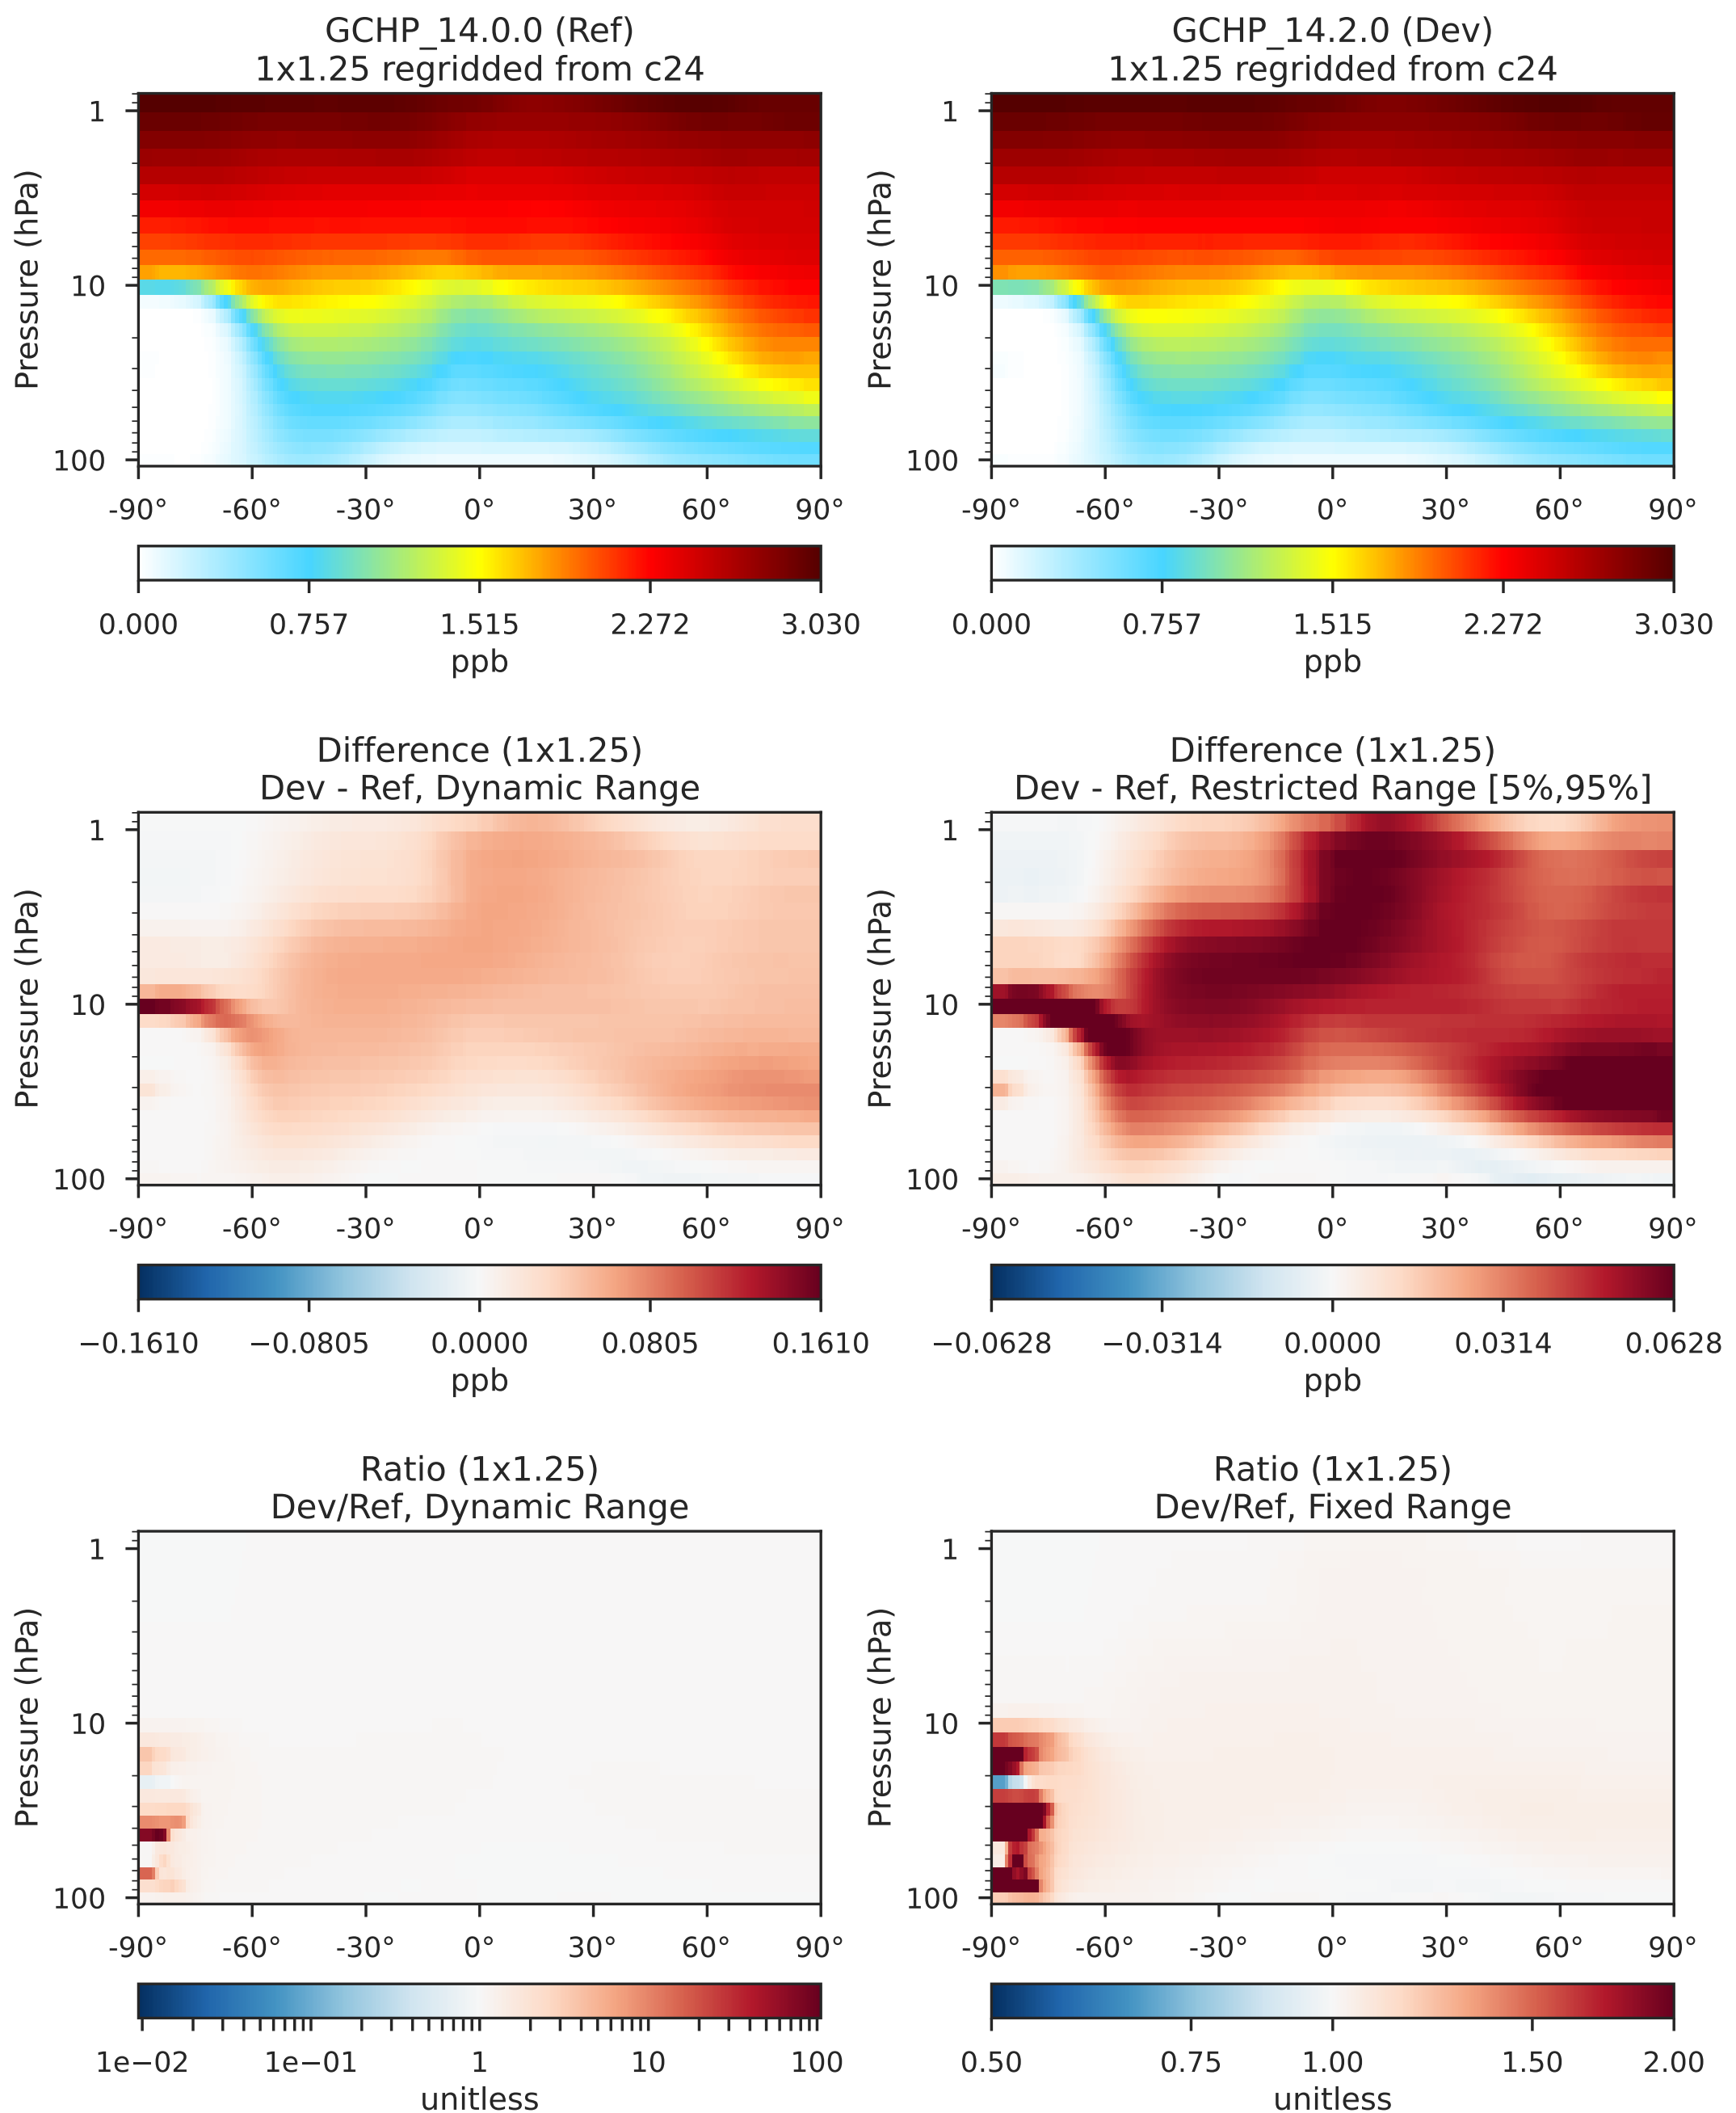 GCHP_14.0.0 (Ref)
1x1.25 regridded from c24
Pressure (hPa)
1
10
100
-90° -60° -30° 0° 30° 60° 90°
0.000 0.757 1.515 2.272 3.030
ppb
GCHP_14.2.0 (Dev)
1x1.25 regridded from c24
Pressure (hPa)
1
10
100
-90° -60° -30° 0° 30° 60° 90°
0.000 0.757 1.515 2.272 3.030
ppb
Difference (1x1.25)
Dev - Ref, Dynamic Range
Pressure (hPa)
1
10
100
-90° -60° -30° 0° 30° 60° 90°
−0.1610 −0.0805 0.0000 0.0805 0.1610
ppb
Difference (1x1.25)
Dev - Ref, Restricted Range [5%,95%]
Pressure (hPa)
1
10
100
-90° -60° -30° 0° 30° 60° 90°
−0.0628 −0.0314 0.0000 0.0314 0.0628
ppb
Ratio (1x1.25)
Dev/Ref, Dynamic Range
Pressure (hPa)
1
10
100
-90° -60° -30° 0° 30° 60° 90°
1e−02 1e−01 1 10 100
unitless
Ratio (1x1.25)
Dev/Ref, Fixed Range
Pressure (hPa)
1
10
100
-90° -60° -30° 0° 30° 60° 90°
0.50 0.75 1.00 1.50 2.00
unitless